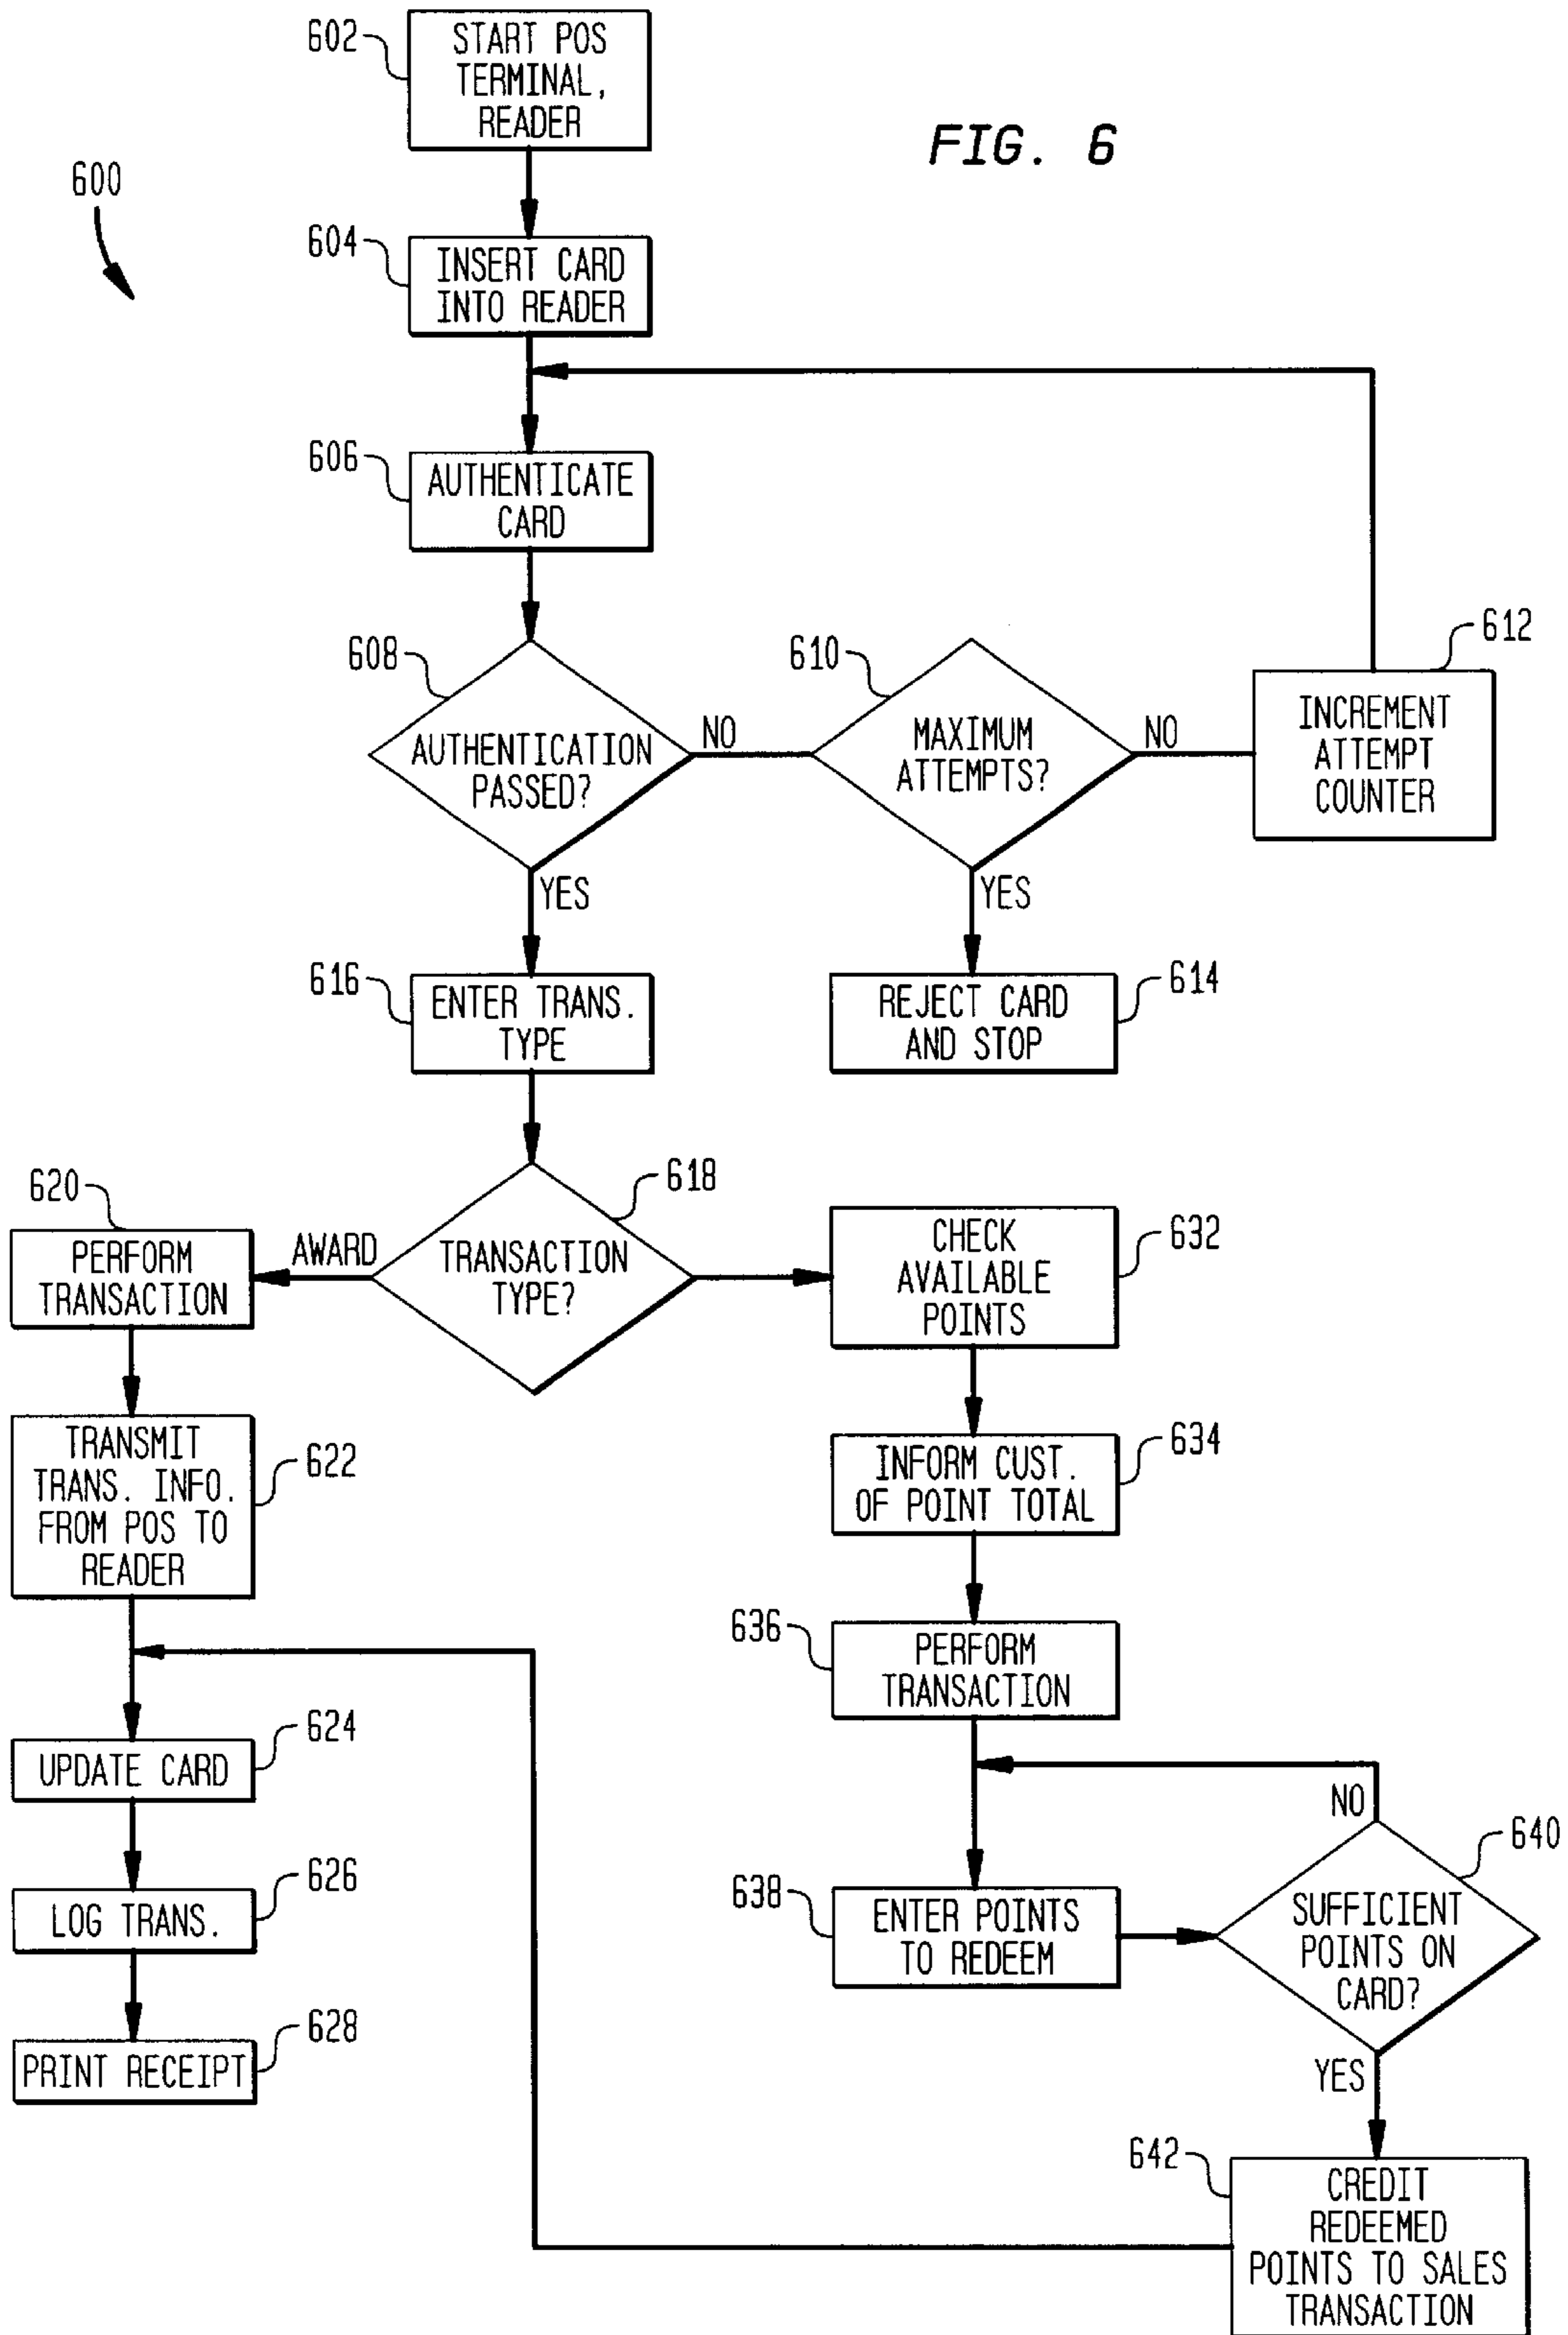 602
START POS
TERMINAL,
READER
FIG. 6
600
604
INSERT CARD
INTO READER
606
AUTHENTICATE
CARD
608
AUTHENTICATION
PASSED?
NO
610
MAXIMUM
ATTEMPTS?
NO
612
INCREMENT
ATTEMPT
COUNTER
YES
YES
616
ENTER TRANS.
TYPE
REJECT CARD
AND STOP
614
618
TRANSACTION
TYPE?
AWARD
620
PERFORM
TRANSACTION
CHECK
AVAILABLE
POINTS
632
TRANSMIT
TRANS. INFO.
FROM POS TO
READER
622
INFORM CUST.
OF POINT TOTAL
634
636
PERFORM
TRANSACTION
UPDATE CARD
624
NO
640
LOG TRANS.
626
638
ENTER POINTS
TO REDEEM
SUFFICIENT
POINTS ON
CARD?
PRINT RECEIPT
628
YES
642
CREDIT
REDEEMED
POINTS TO SALES
TRANSACTION